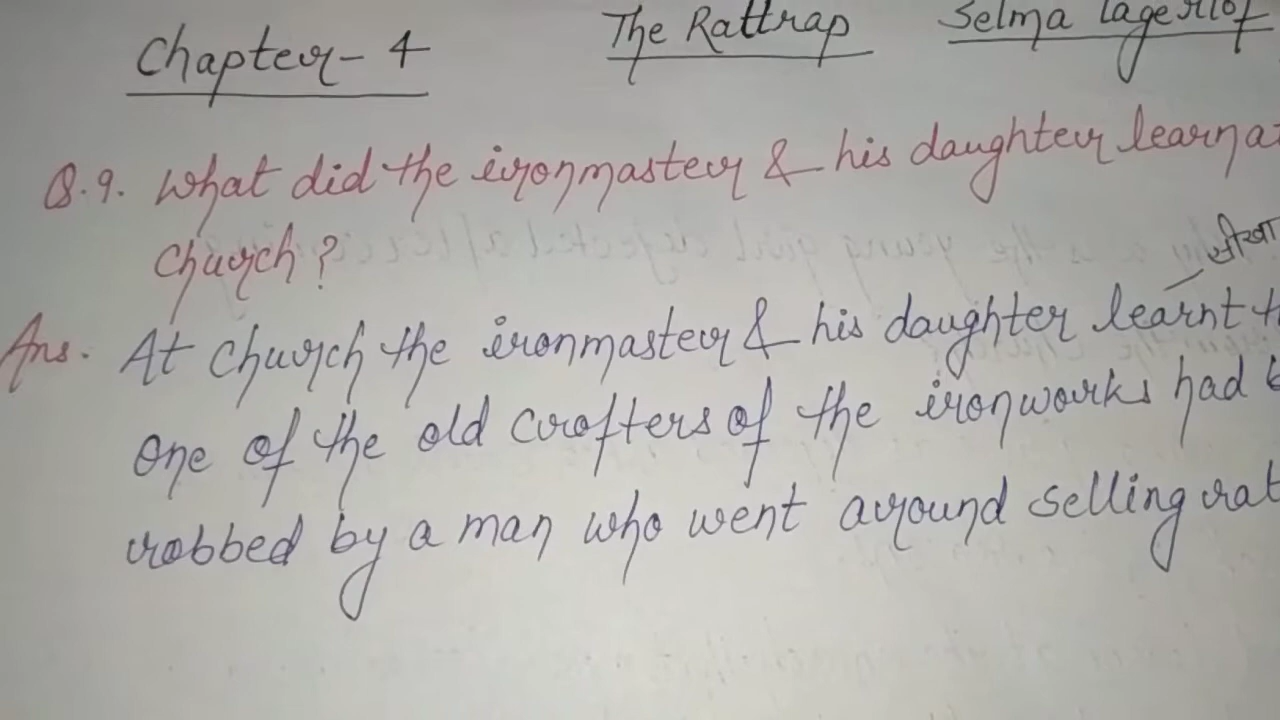 Chapter - 4 The Rattrap Selma Lagerlof
Q.9. What did the ironmaster & his daughter learn at
church?
सीखा
Ans. At church the ironmaster & his daughter learnt
one of the old crofters of the ironworks had
robbed by a man who went around selling rat